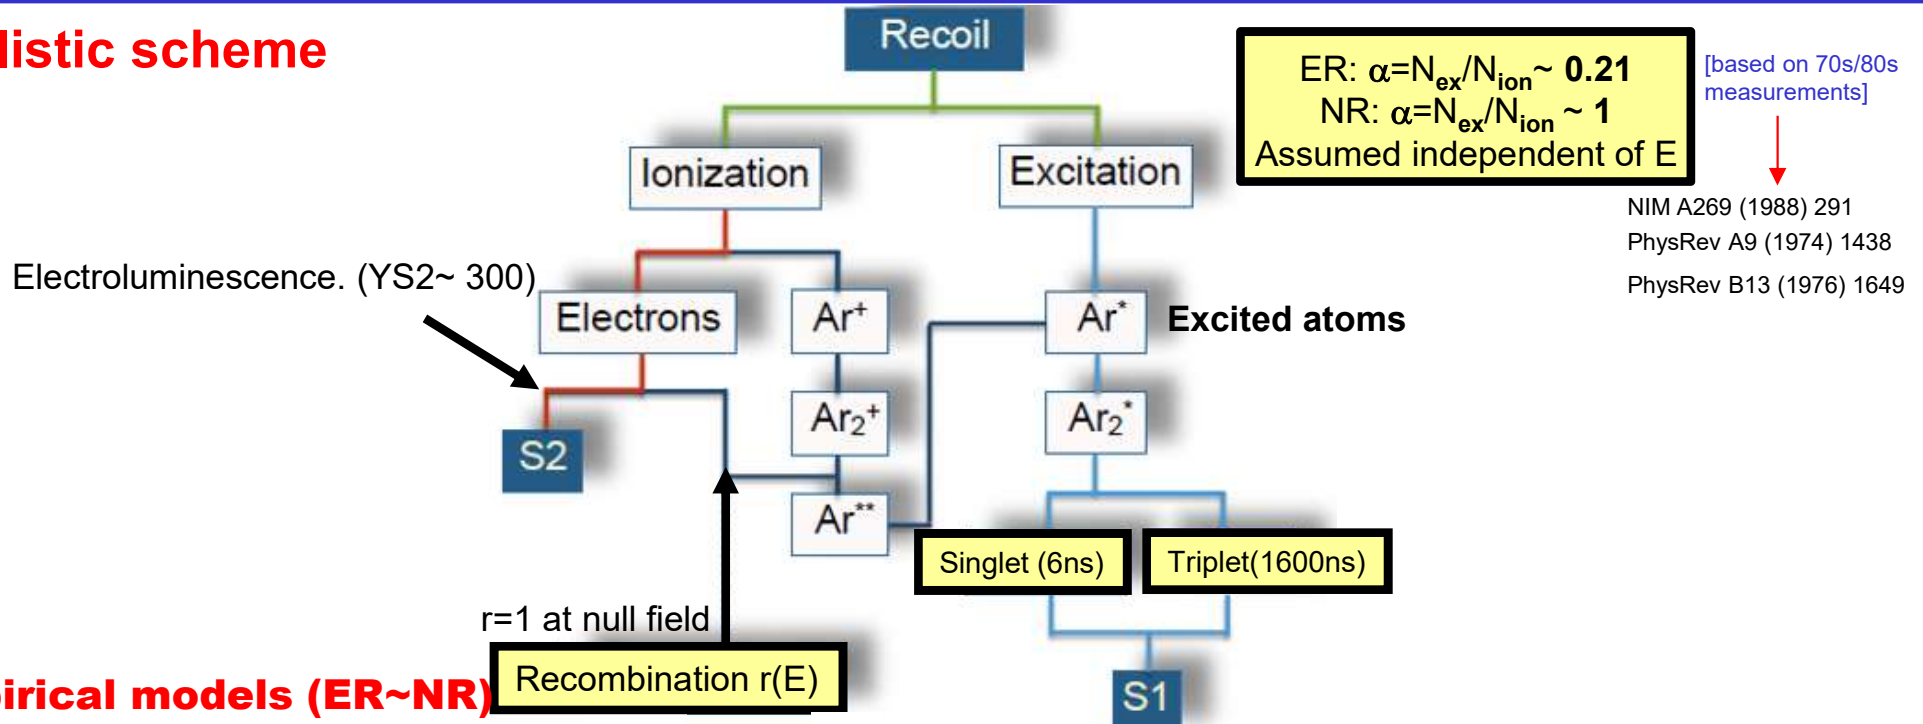 listic scheme
Recoil
ER: α=Nex/Nion~ 0.21
NR: α=Nex/Nion ~ 1
Assumed independent of E
[based on 70s/80s
measurements]
Ionization
Excitation
NIM A269 (1988) 291
PhysRev A9 (1974) 1438
PhysRev B13 (1976) 1649
Electroluminescence. (YS2~ 300)
Electrons
Ar+
Ar*
Excited atoms
Ar2+
Ar2*
S2
Ar**
Singlet (6ns)
Triplet(1600ns)
r=1 at null field
Recombination r(E)
pirical models (ER~NR)
S1